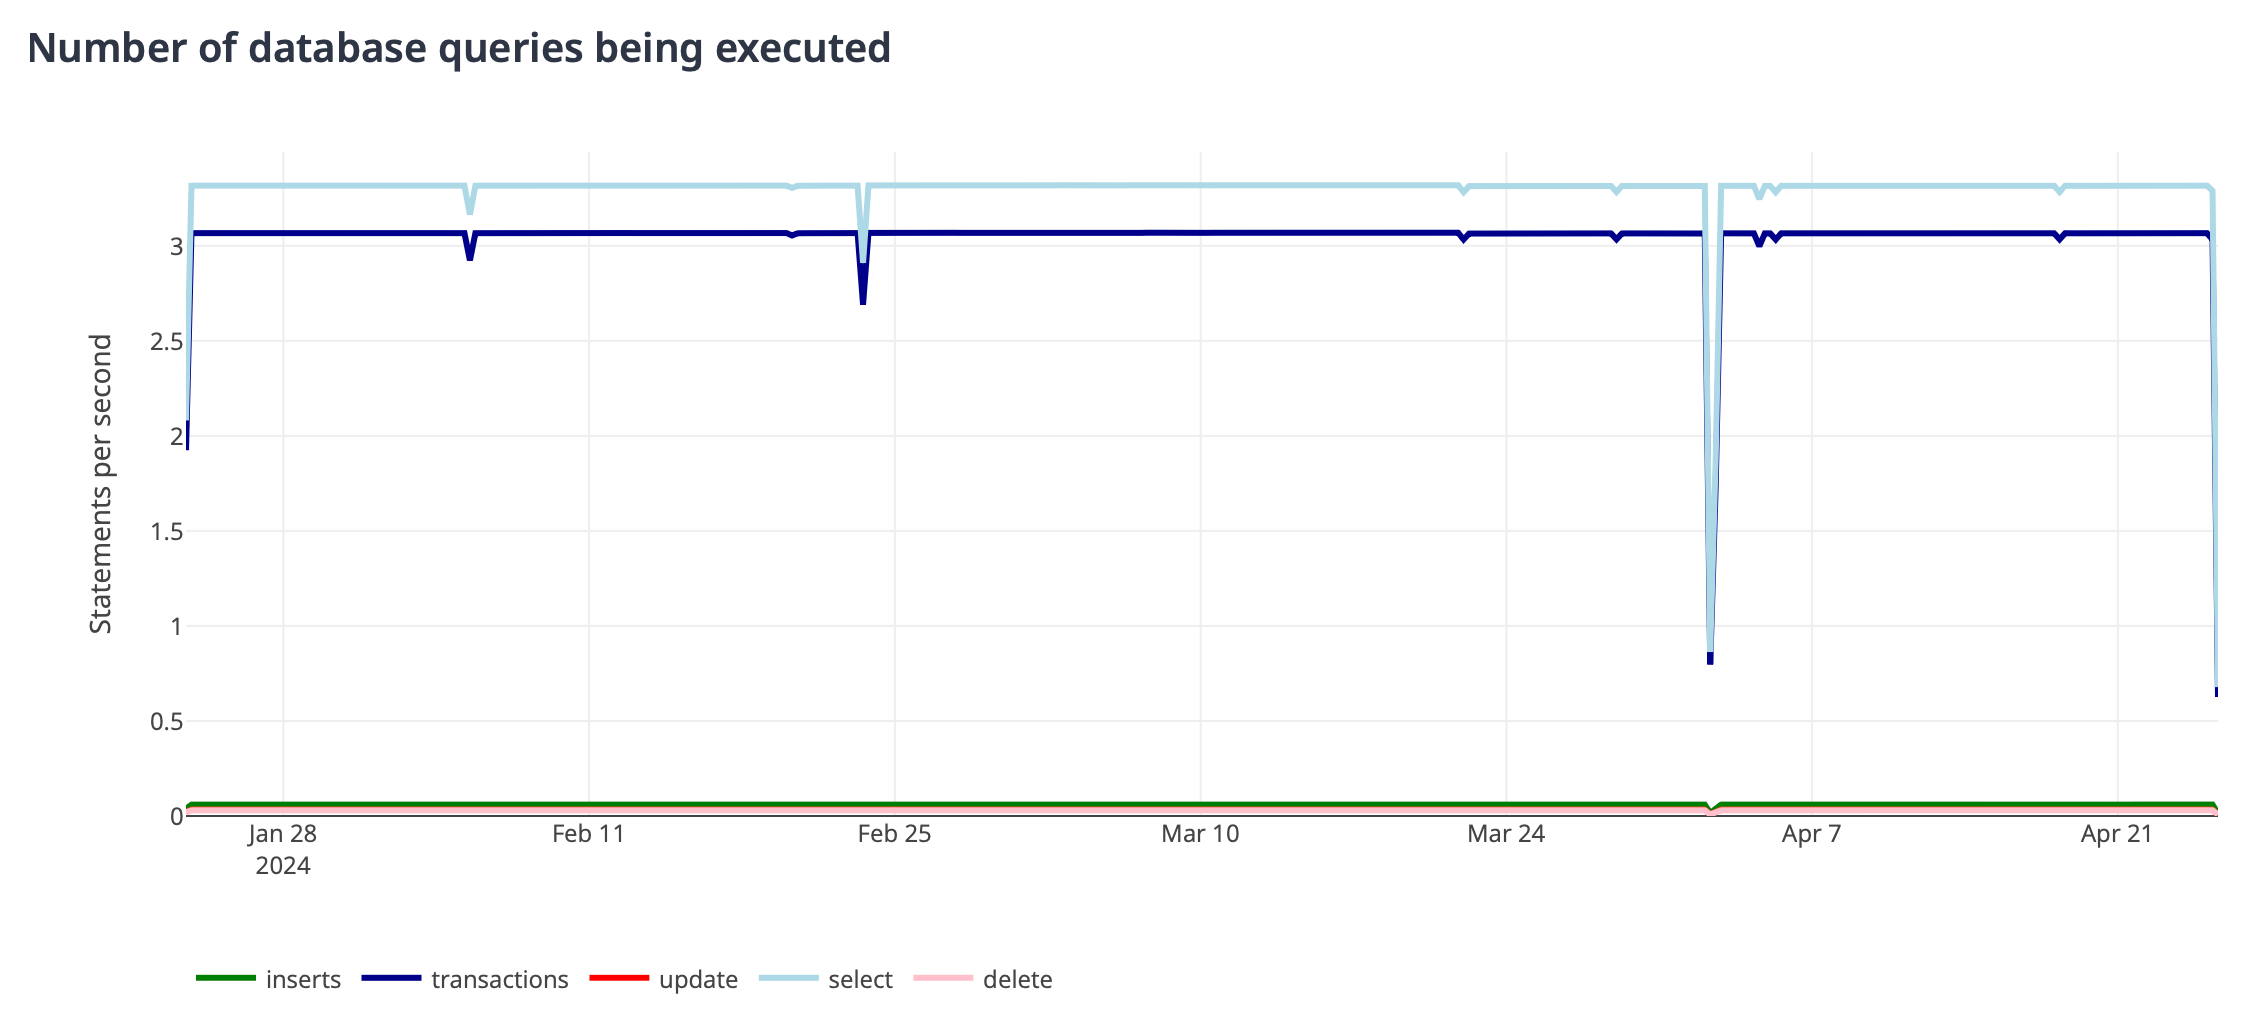 Number of database queries being executed
Statements per second
3
2.5
2
1.5
1
0.5
0
Jan 28 Feb 11 Feb 25 Mar 10 Mar 24 Apr 7 Apr 21
2024
inserts transactions update select delete